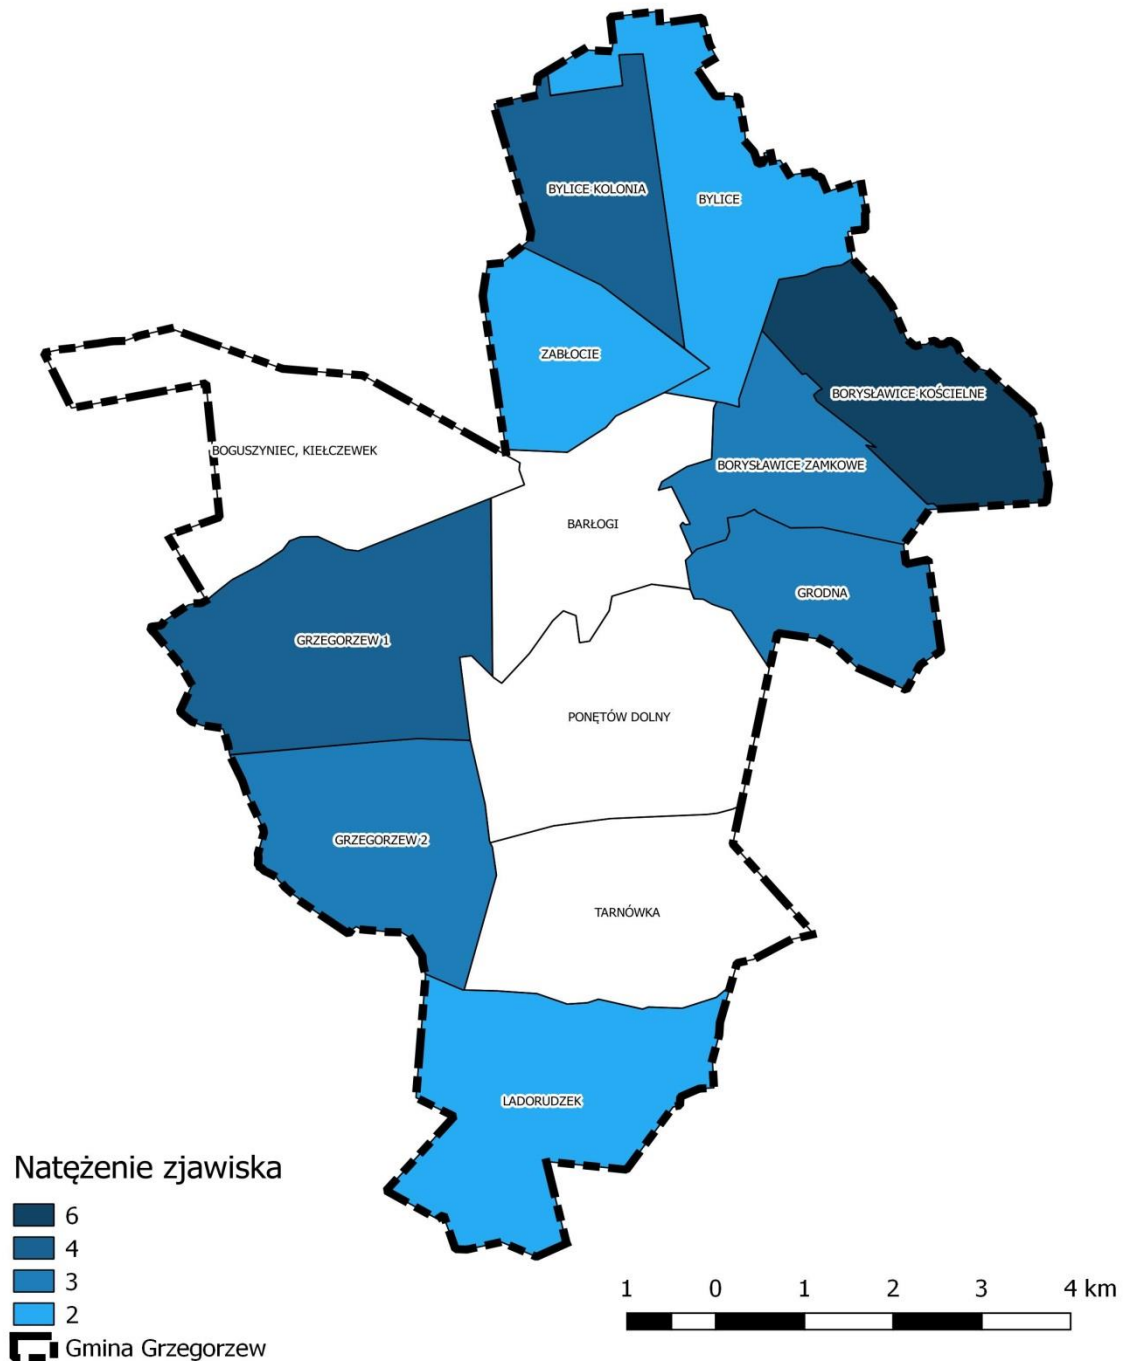 BYLICE KOLONIA
BYLICE
ZABŁOCIE
BORYSŁAWICE KOŚCIELNE
BOGUSZYNIEC, KIEŁCZEWEK
BORYSŁAWICE ZAMKOWE
BARŁOGI
GRODNA
GRZEGORZEW 1
PONĘTÓW DOLNY
GRZEGORZEW 2
TARNÓWKA
LADORUDZEK
Natężenie zjawiska
6
4
3
2
Gmina Grzegorzew
1 0 1 2 3 4 km